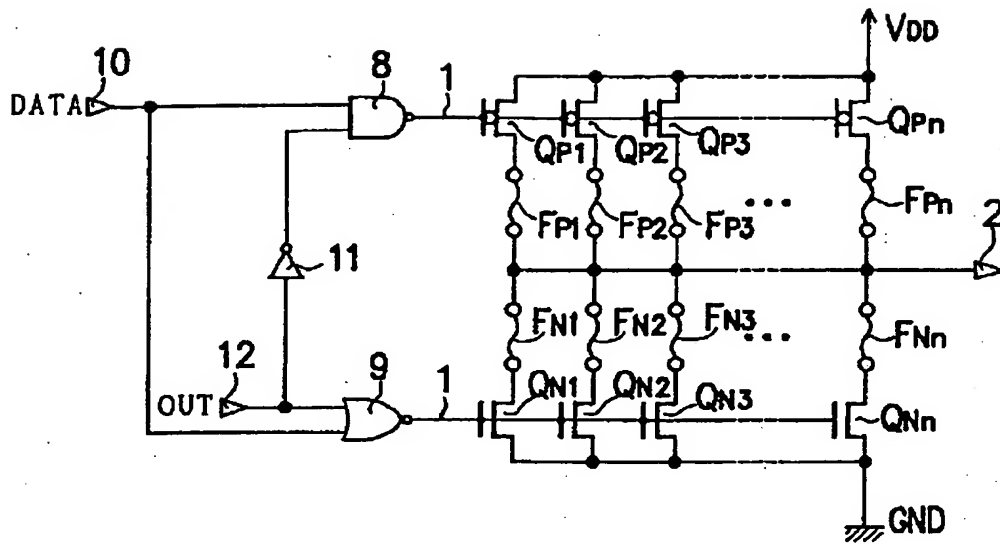 VDD
10
8
1
DATA
QP1
QP2
QP3
QPn
FP1
FP2
FP3
...
FPn
2
11
FN1
FN2
FN3
...
FNn
12
9
1
QN1
QN2
QN3
QNn
OUT
GND